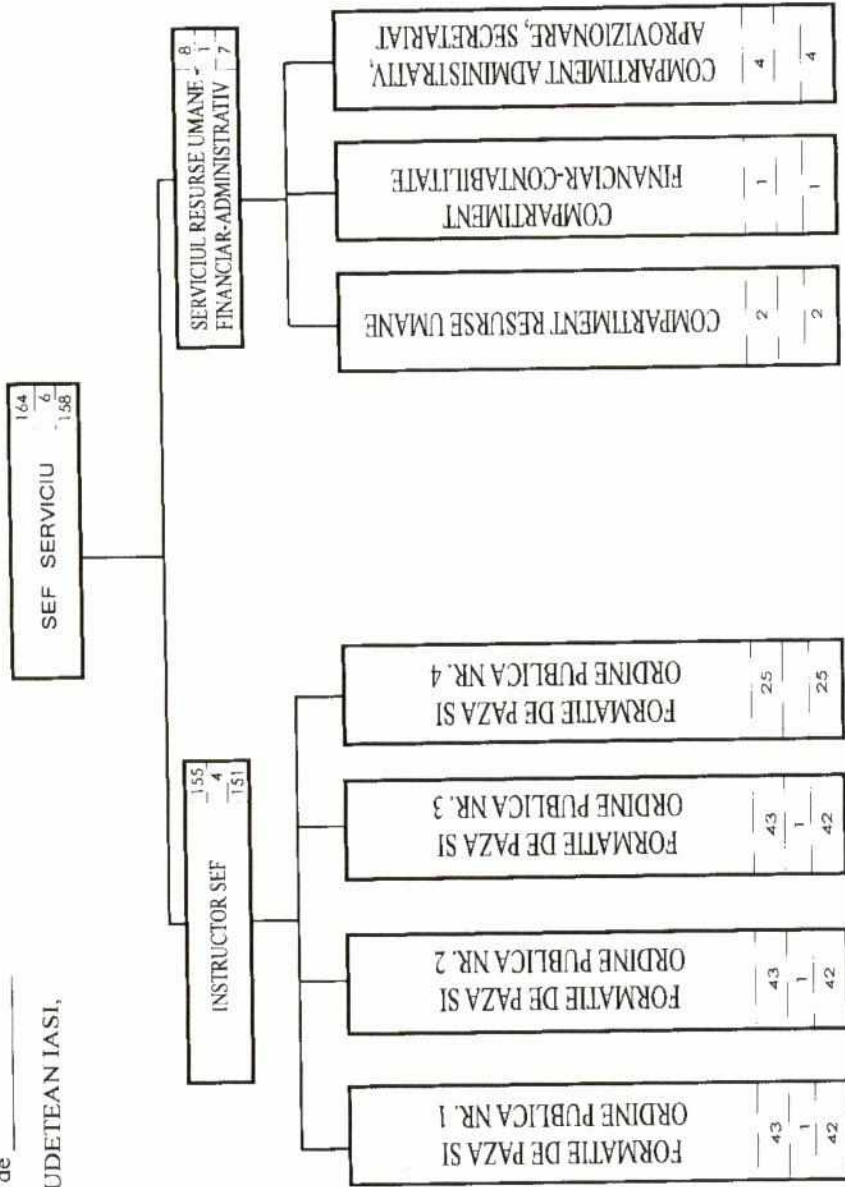 de
UDETEAN IASI,
SEF SERVICIU
164
6
158
INSTRUCTOR SEF
155
4
151
SERVICIUL RESURSE UMANE -
FINANCIAR-ADMINISTRATIV
8
1
7
FORMATIE DE PAZA SI
ORDINE PUBLICA NR. 1
43
1
42
FORMATIE DE PAZA SI
ORDINE PUBLICA NR. 2
43
1
42
FORMATIE DE PAZA SI
ORDINE PUBLICA NR. 3
43
1
42
FORMATIE DE PAZA SI
ORDINE PUBLICA NR. 4
25
25
COMPARTIMENT RESURSE UMANE
2
2
COMPARTIMENT
FINANCIAR-CONTABILITATE
1
1
COMPARTIMENT ADMINISTRATIV,
APROVIZIONARE, SECRETARIAT
4
4